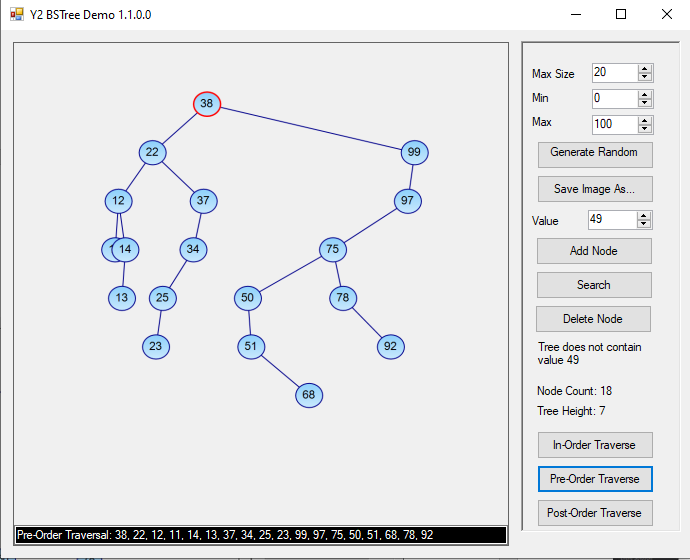 Y2 BSTree Demo 1.1.0.0
38
22
99
12
37
97
14
34
75
13
25
50
78
23
51
92
68
Pre-Order Traversal: 38, 22, 12, 11, 14, 13, 37, 34, 25, 23, 99, 97, 75, 50, 51, 68, 78, 92
Max Size 20
Min 0
Max 100
Generate Random
Save Image As...
Value 49
Add Node
Search
Delete Node
Tree does not contain
value 49
Node Count: 18
Tree Height: 7
In-Order Traverse
Pre-Order Traverse
Post-Order Traverse